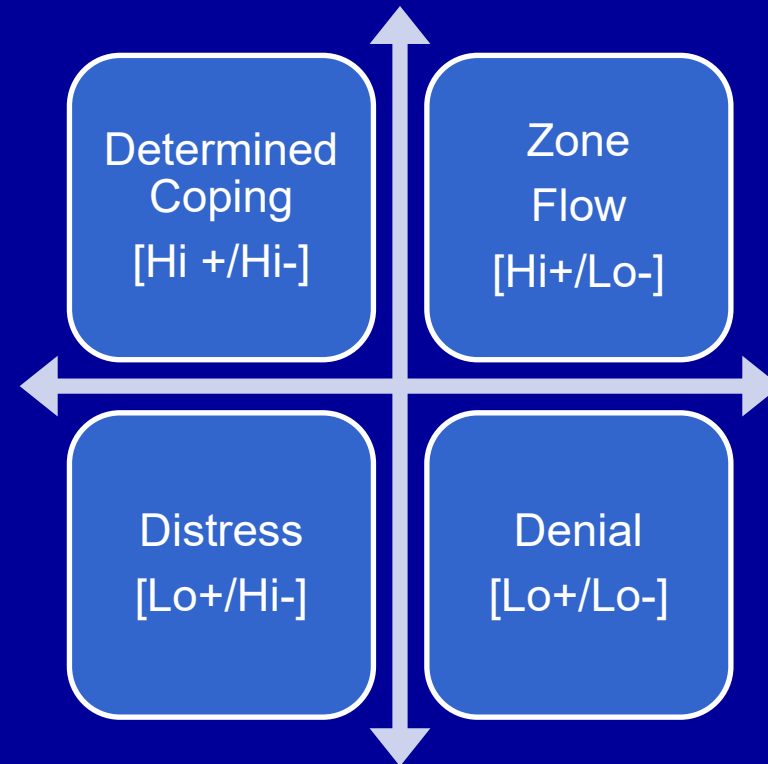 Determined
Coping
[Hi +/Hi-]
Zone
Flow
[Hi+/Lo-]
Distress
[Lo+/Hi-]
Denial
[Lo+/Lo-]